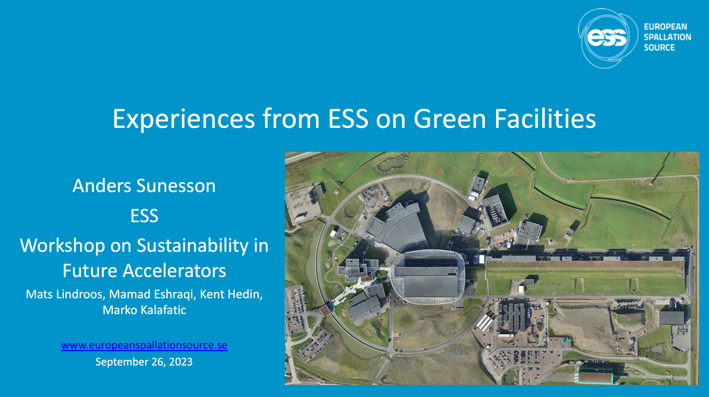 ess
EUROPEAN
SPALLATION
SOURCE
Experiences from ESS on Green Facilities
Anders Sunesson
ESS
Workshop on Sustainability in
Future Accelerators
Mats Lindroos, Mamad Eshraqi, Kent Hedin,
Marko Kalafatic
www.europeanspallationsource.se
September 26, 2023